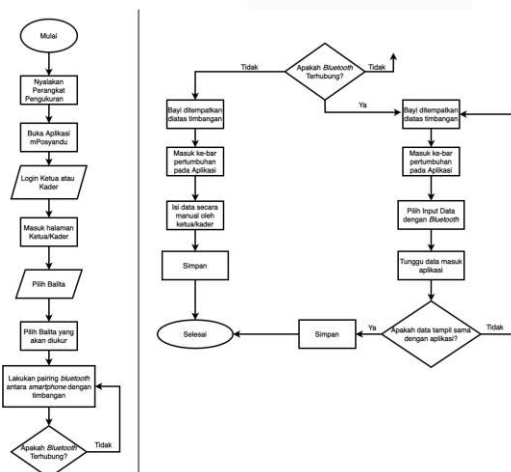 Mulai
Nyalakan
Perangkat
Pengukuran
Buka Aplikasi
mPosyandu
Login Ketua atau
Kader
Masuk halaman
Ketua/Kader
Pilih Balita
Pilih Balita yang
akan diukur
Lakukan pairing bluetooth
antara smartphone dengan
timbangan
Apakah Bluetooth
Terhubung?
Tidak
Apakah Bluetooth
Terhubung?
Tidak
Tidak
Ya
Bayi ditempatkan
diatas timbangan
Masuk ke-bar
pertumbuhan
pada Aplikasi
Isi data secara
manual oleh
ketua/kader
Simpan
Selesai
Bayi ditempatkan
diatas timbangan
Masuk ke-bar
pertumbuhan
pada Aplikasi
Pilih Input Data
dengan Bluetooth
Tunggu data masuk
aplikasi
Apakah data tampil sama
dengan aplikasi?
Tidak
Ya
Simpan